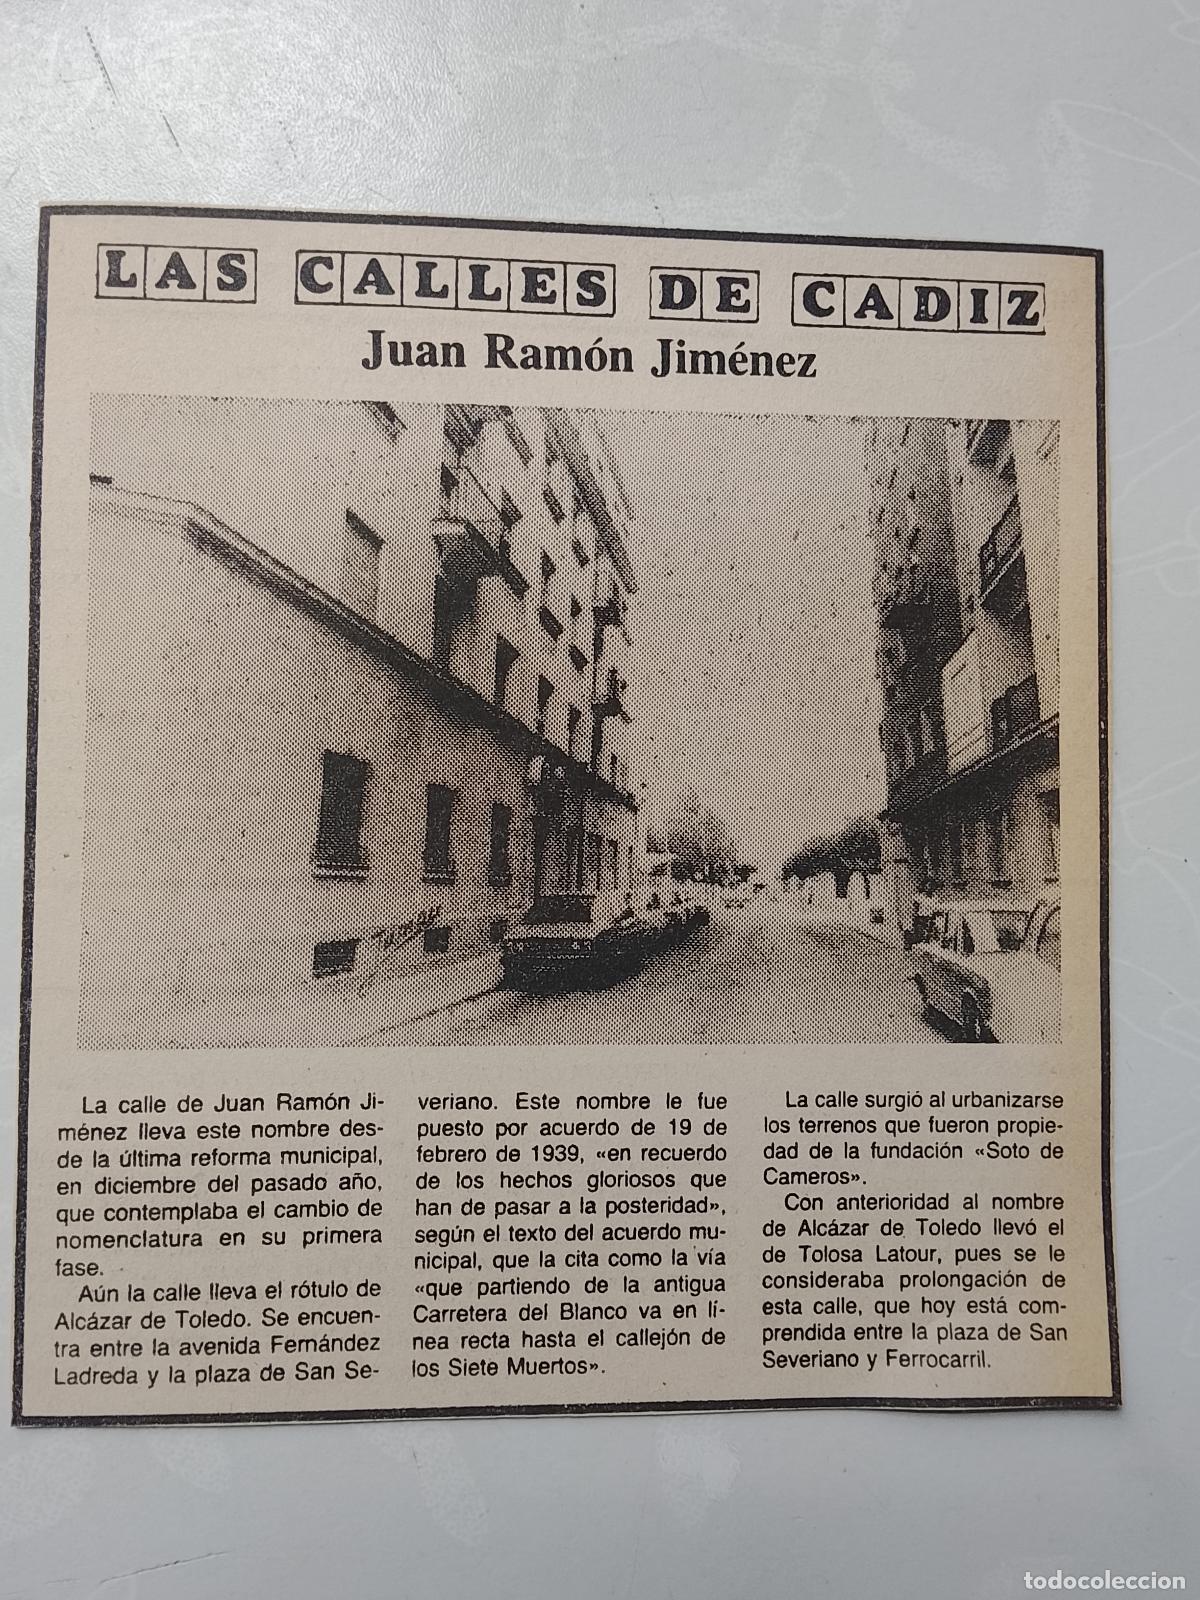 LAS CALLES DE CADIZ
Juan Ramón Jiménez
La calle de Juan Ramón Ji-
ménez lleva este nombre des-
de la última reforma municipal,
en diciembre del pasado año,
que contemplaba el cambio de
nomenclatura en su primera
fase.
Aún la calle lleva el rótulo de
Alcázar de Toledo. Se encuen-
tra entre la avenida Fernández
Ladreda y la plaza de San Se-
veriano. Este nombre le fue
puesto por acuerdo de 19 de
febrero de 1939, «en recuerdo
de los hechos gloriosos que
han de pasar a la posteridad»,
según el texto del acuerdo mu-
nicipal, que la cita como la vía
«que partiendo de la antigua
Carretera del Blanco va en lí-
nea recta hasta el callejón de
los Siete Muertos».
La calle surgió al urbanizarse
los terrenos que fueron propie-
dad de la fundación «Soto de
Cameros».
Con anterioridad al nombre
de Alcázar de Toledo llevó el
de Tolosa Latour, pues se le
consideraba prolongación de
esta calle, que hoy está com-
prendida entre la plaza de San
Severiano y Ferrocarril.
todocoleccion